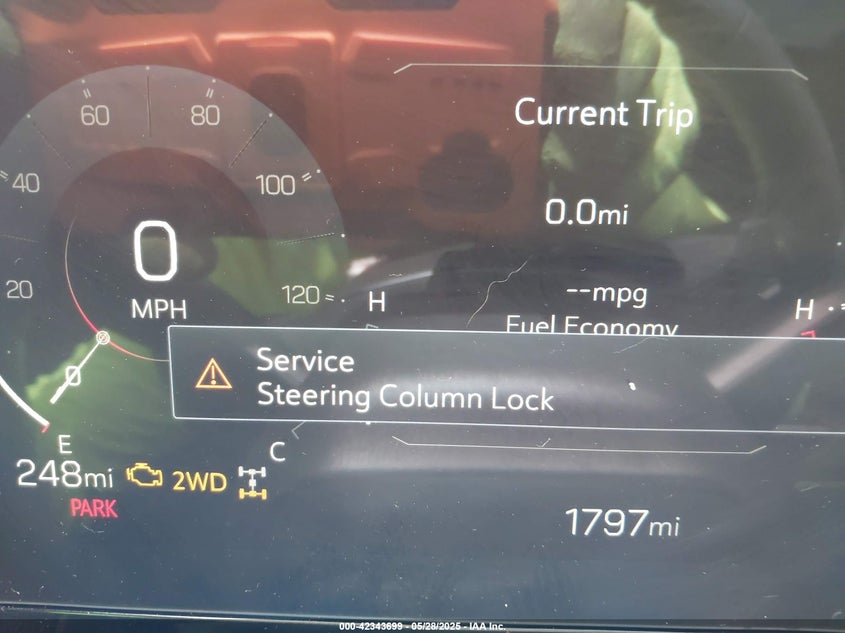 60
80
40
100
20
120
0
MPH
0
Current Trip
0.0mi
--mpg
Fuel Economy
H
H
Service
Steering Column Lock
E
C
248mi
2WD
PARK
1797mi
000-42343699 - 05/28/2025 - IAA Inc.